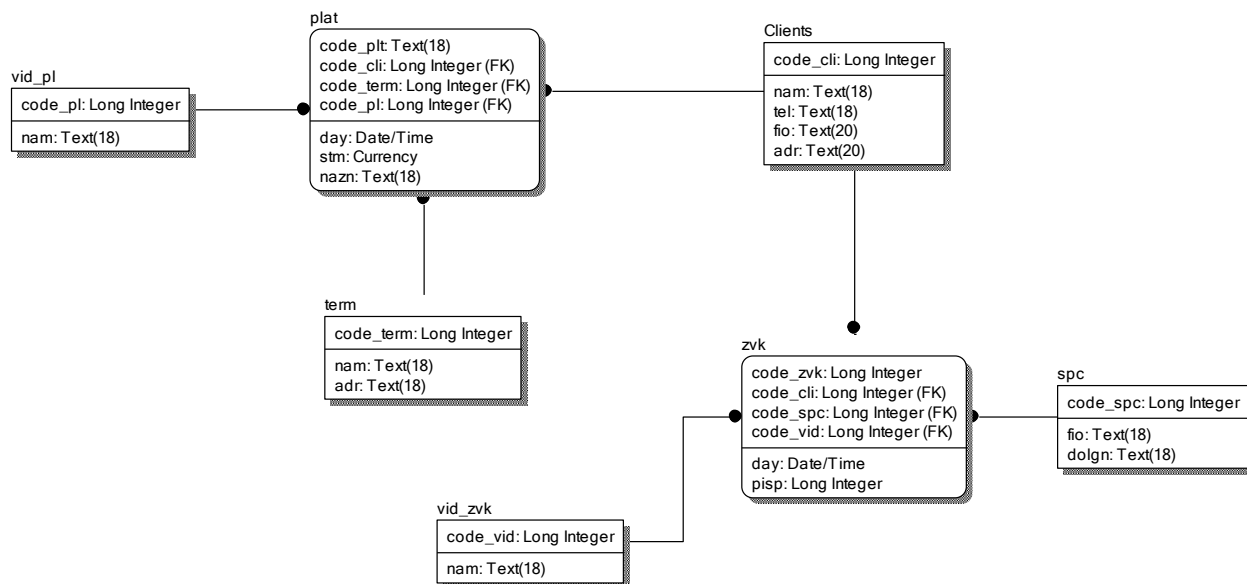 plat
code_plt: Text(18)
code_cli: Long Integer (FK)
code_term: Long Integer (FK)
code_pl: Long Integer (FK)
day: Date/Time
stm: Currency
nazn: Text(18)
Clients
code_cli: Long Integer
nam: Text(18)
tel: Text(18)
fio: Text(20)
adr: Text(20)
vid_pl
code_pl: Long Integer
nam: Text(18)
term
code_term: Long Integer
nam: Text(18)
adr: Text(18)
zvk
code_zvk: Long Integer
code_cli: Long Integer (FK)
code_spc: Long Integer (FK)
code_vid: Long Integer (FK)
day: Date/Time
pisp: Long Integer
spc
code_spc: Long Integer
fio: Text(18)
dolgn: Text(18)
vid_zvk
code_vid: Long Integer
nam: Text(18)